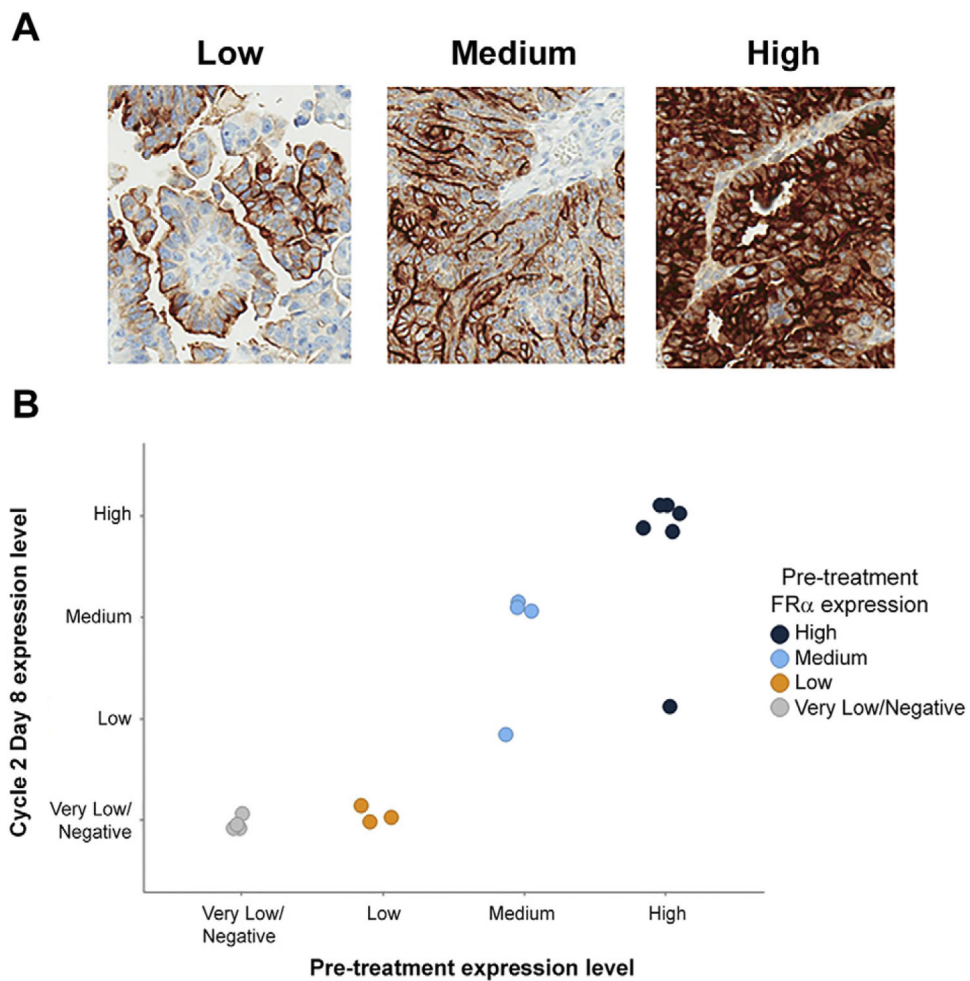 A
Low Medium High
B
Cycle 2 Day 8 expression level
High
Medium
Low
Very Low/
Negative
Very Low/
Negative
Low
Medium
High
Pre-treatment expression level
Pre-treatment
FRα expression
High
Medium
Low
Very Low/Negative